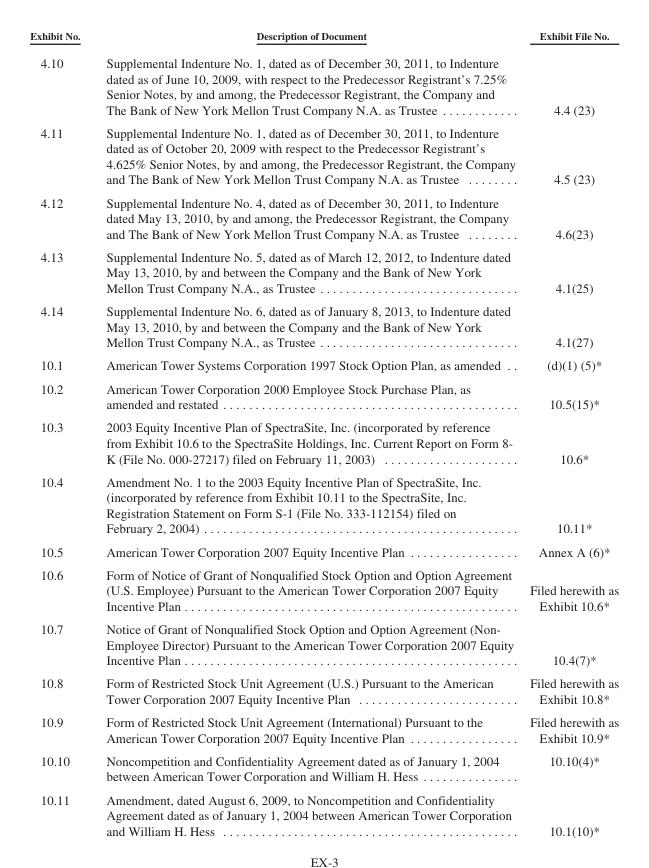 Exhibit No. Description of Document Exhibit File No.
4.10 Supplemental Indenture No. 1, dated as of December 30, 2011, to Indenture
dated as of June 10, 2009, with respect to the Predecessor Registrant's 7.25%
Senior Notes, by and among, the Predecessor Registrant, the Company and
The Bank of New York Mellon Trust Company N.A. as Trustee . . . . . . . . . . . . 4.4 (23)
4.11 Supplemental Indenture No. 1, dated as of December 30, 2011, to Indenture
dated as of October 20, 2009 with respect to the Predecessor Registrant's
4.625% Senior Notes, by and among, the Predecessor Registrant, the Company
and The Bank of New York Mellon Trust Company N.A. as Trustee . . . . . . . . 4.5 (23)
4.12 Supplemental Indenture No. 4, dated as of December 30, 2011, to Indenture
dated May 13, 2010, by and among, the Predecessor Registrant, the Company
and The Bank of New York Mellon Trust Company N.A. as Trustee . . . . . . . . 4.6(23)
4.13 Supplemental Indenture No. 5, dated as of March 12, 2012, to Indenture dated
May 13, 2010, by and between the Company and the Bank of New York
Mellon Trust Company N.A., as Trustee . . . . . . . . . . . . . . . . . . . . . . . . . . . . . . . 4.1(25)
4.14 Supplemental Indenture No. 6, dated as of January 8, 2013, to Indenture dated
May 13, 2010, by and between the Company and the Bank of New York
Mellon Trust Company N.A., as Trustee . . . . . . . . . . . . . . . . . . . . . . . . . . . . . . . 4.1(27)
10.1 American Tower Systems Corporation 1997 Stock Option Plan, as amended . . (d)(1) (5)*
10.2 American Tower Corporation 2000 Employee Stock Purchase Plan, as
amended and restated . . . . . . . . . . . . . . . . . . . . . . . . . . . . . . . . . . . . . . . . . . . . . . 10.5(15)*
10.3 2003 Equity Incentive Plan of SpectraSite, Inc. (incorporated by reference
from Exhibit 10.6 to the SpectraSite Holdings, Inc. Current Report on Form 8-
K (File No. 000-27217) filed on February 11, 2003) . . . . . . . . . . . . . . . . . . . . . 10.6*
10.4 Amendment No. 1 to the 2003 Equity Incentive Plan of SpectraSite, Inc.
(incorporated by reference from Exhibit 10.11 to the SpectraSite, Inc.
Registration Statement on Form S-1 (File No. 333-112154) filed on
February 2, 2004) . . . . . . . . . . . . . . . . . . . . . . . . . . . . . . . . . . . . . . . . . . . . . . . . . 10.11*
10.5 American Tower Corporation 2007 Equity Incentive Plan . . . . . . . . . . . . . . . . . Annex A (6)*
10.6 Form of Notice of Grant of Nonqualified Stock Option and Option Agreement
(U.S. Employee) Pursuant to the American Tower Corporation 2007 Equity Filed herewith as
Incentive Plan . . . . . . . . . . . . . . . . . . . . . . . . . . . . . . . . . . . . . . . . . . . . . . . . . . . . Exhibit 10.6*
10.7 Notice of Grant of Nonqualified Stock Option and Option Agreement (Non-
Employee Director) Pursuant to the American Tower Corporation 2007 Equity
Incentive Plan . . . . . . . . . . . . . . . . . . . . . . . . . . . . . . . . . . . . . . . . . . . . . . . . . . . . 10.4(7)*
10.8 Form of Restricted Stock Unit Agreement (U.S.) Pursuant to the American Filed herewith as
Tower Corporation 2007 Equity Incentive Plan . . . . . . . . . . . . . . . . . . . . . . . . . Exhibit 10.8*
10.9 Form of Restricted Stock Unit Agreement (International) Pursuant to the Filed herewith as
American Tower Corporation 2007 Equity Incentive Plan . . . . . . . . . . . . . . . . . Exhibit 10.9*
10.10 Noncompetition and Confidentiality Agreement dated as of January 1, 2004 10.10(4)*
between American Tower Corporation and William H. Hess . . . . . . . . . . . . . . .
10.11 Amendment, dated August 6, 2009, to Noncompetition and Confidentiality
Agreement dated as of January 1, 2004 between American Tower Corporation
and William H. Hess . . . . . . . . . . . . . . . . . . . . . . . . . . . . . . . . . . . . . . . . . . . . . . 10.1(10)*
EX-3